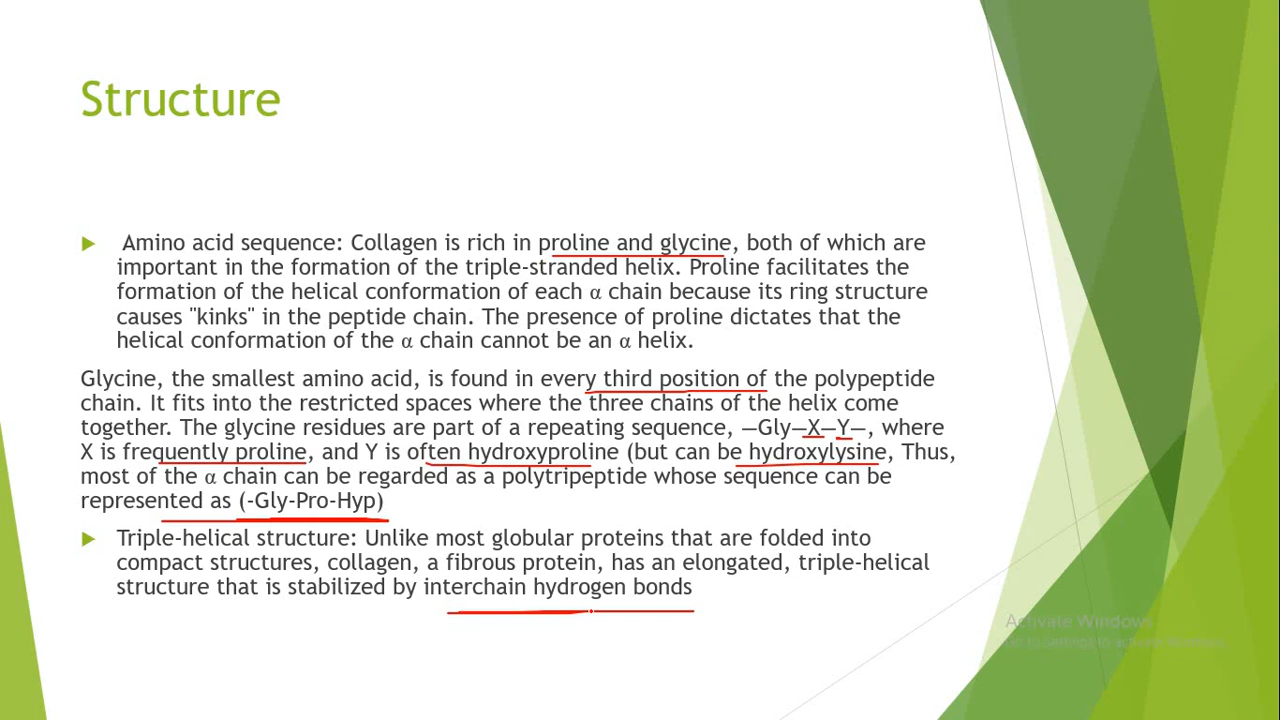 Structure
Amino acid sequence: Collagen is rich in proline and glycine, both of which are
important in the formation of the triple-stranded helix. Proline facilitates the
formation of the helical conformation of each α chain because its ring structure
causes "kinks" in the peptide chain. The presence of proline dictates that the
helical conformation of the α chain cannot be an α helix.
Glycine, the smallest amino acid, is found in every third position of the polypeptide
chain. It fits into the restricted spaces where the three chains of the helix come
together. The glycine residues are part of a repeating sequence, –Gly–X–Y–, where
X is frequently proline, and Y is often hydroxyproline (but can be hydroxylysine, Thus,
most of the α chain can be regarded as a polytripeptide whose sequence can be
represented as (-Gly-Pro-Hyp)
Triple-helical structure: Unlike most globular proteins that are folded into
compact structures, collagen, a fibrous protein, has an elongated, triple-helical
structure that is stabilized by interchain hydrogen bonds
Activate Windows
to Settings to activate Windows.